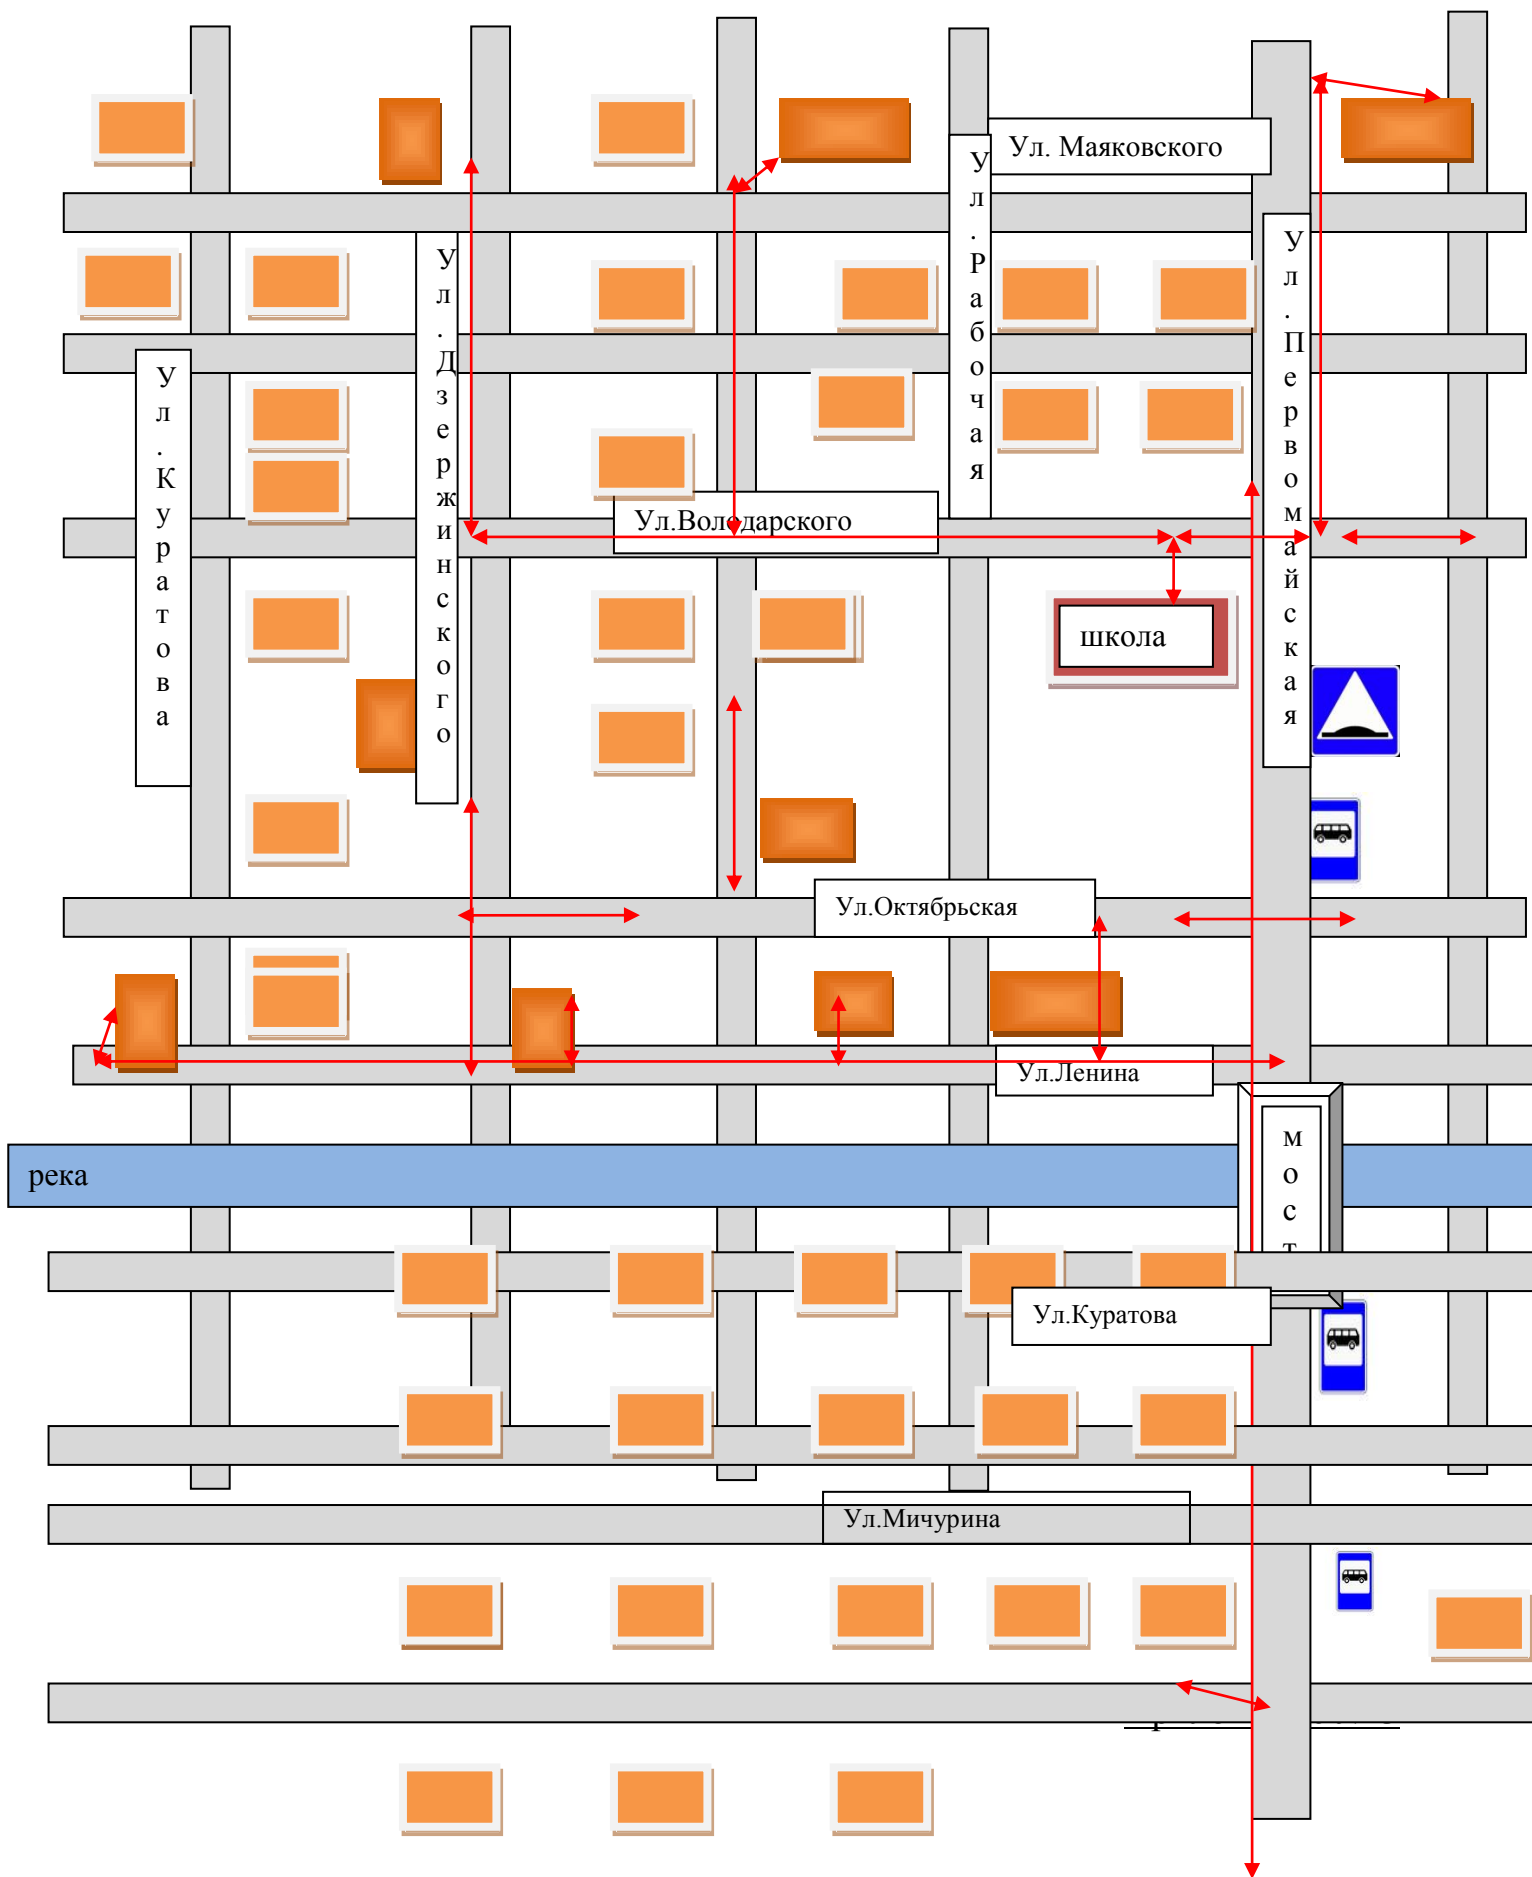 Ул. Маяковского
Ул.Рабочая
Ул.Первомайская
Ул.Дзержинского
Ул.Куратова
Ул.Володарского
школа
Ул.Октябрьская
Ул.Ленина
мост
река
Ул.Куратова
Ул.Мичурина